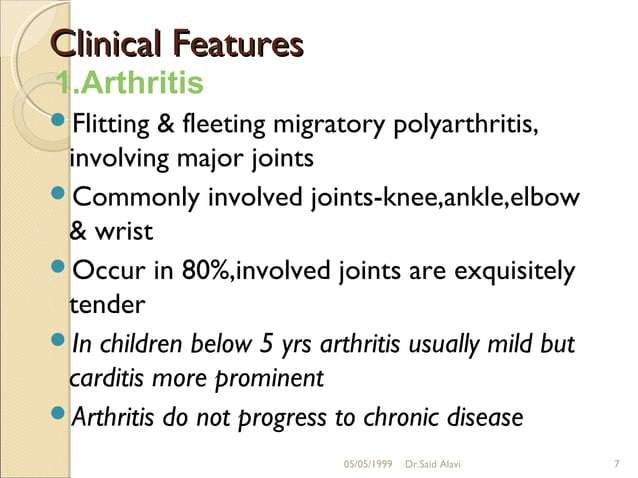 Clinical Features
1.Arthritis
Flitting & fleeting migratory polyarthritis,
involving major joints
Commonly involved joints-knee,ankle,elbow
& wrist
Occur in 80%,involved joints are exquisitely
tender
In children below 5 yrs arthritis usually mild but
carditis more prominent
Arthritis do not progress to chronic disease
05/05/1999 Dr.Said Alavi 7